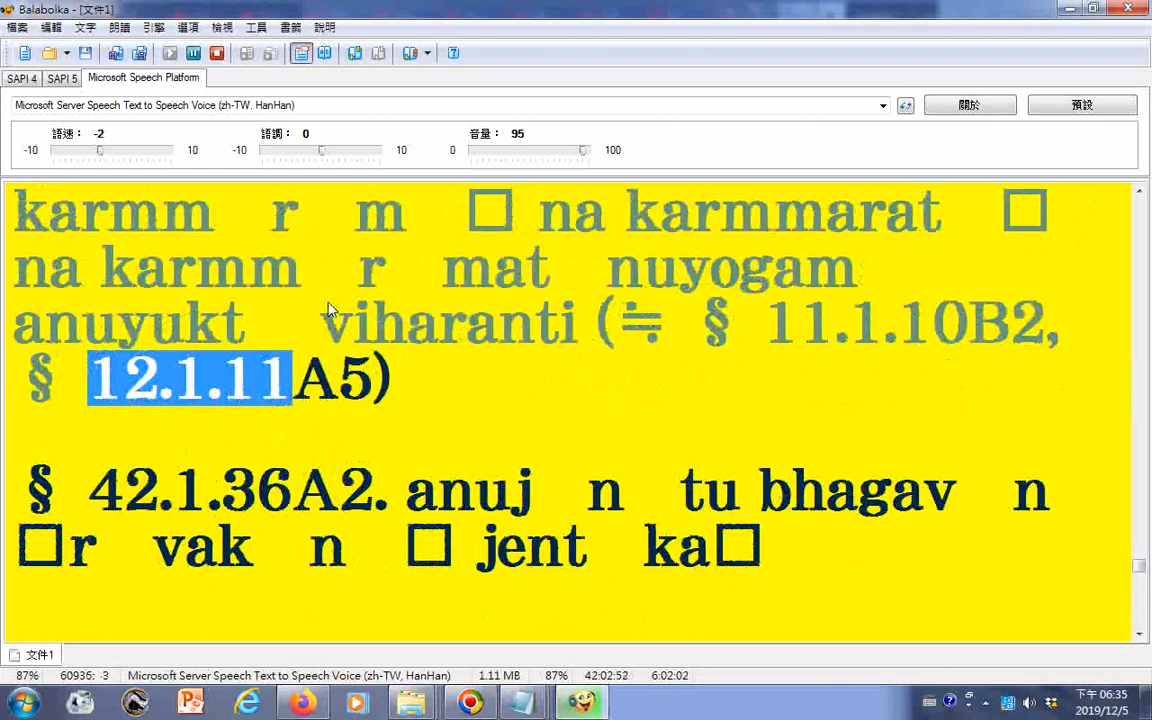 Balabolka - [文件1]
檔案 編輯 文字 朗讀 引擎 選項 檢視 工具 書籤 說明
SAPI 4 SAPI 5 Microsoft Speech Platform
Microsoft Server Speech Text to Speech Voice (zh-TW, HanHan) 關於 預設
語速： -2 語調： 0 音量： 95
-10 10 -10 10 0 100
karmm r m □ na karmmarat □
na karmm r mat nuyogam
anuyukt viharanti (≒ § 11.1.10B2,
§ 12.1.11A5)
§ 42.1.36A2. anuj n tu bhagav n
□r vak n □ jent ka□
文件1
87% 60936: 3 Microsoft Server Speech Text to Speech Voice (zh-TW, HanHan) 1.11 MB 87% 42:02:52 6:02:02
下午 06:35
2019/12/5